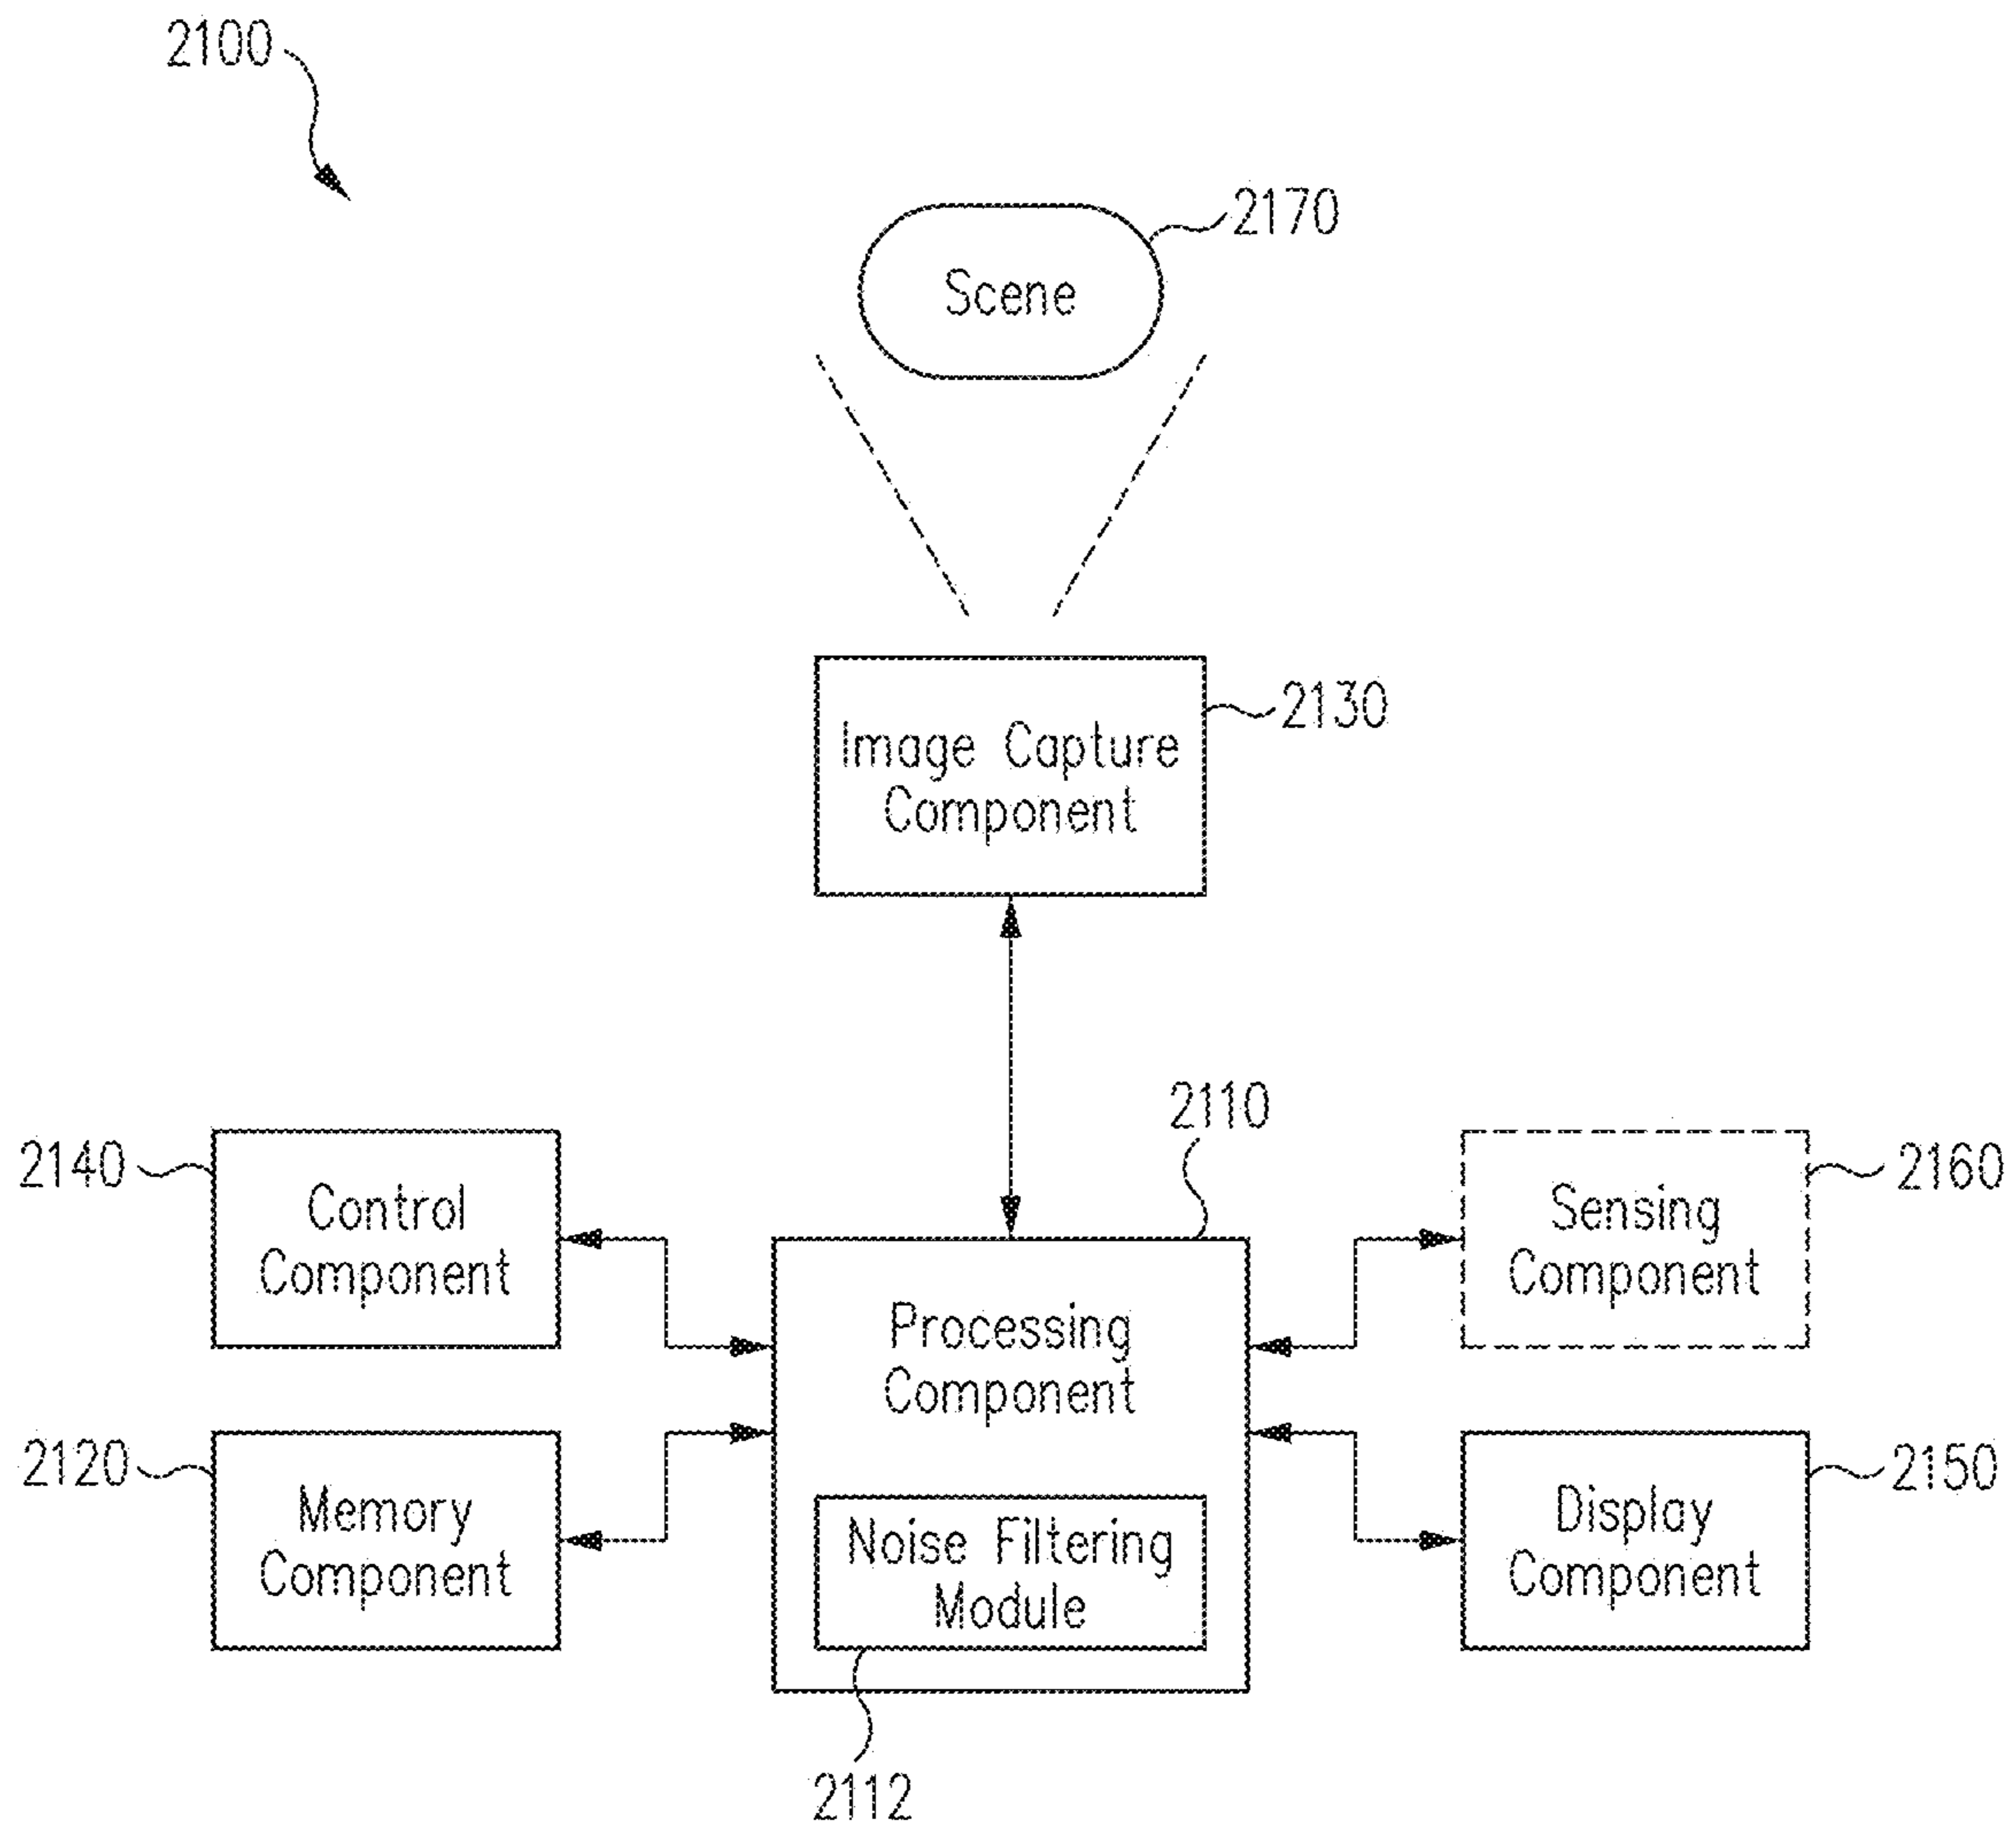 2100
2170
Scene
2130
Image Capture
Component
2110
2140
Control
Component
2160
Sensing
Component
Processing
Component
2120
Memory
Component
2150
Display
Component
Noise Filtering
Module
2112